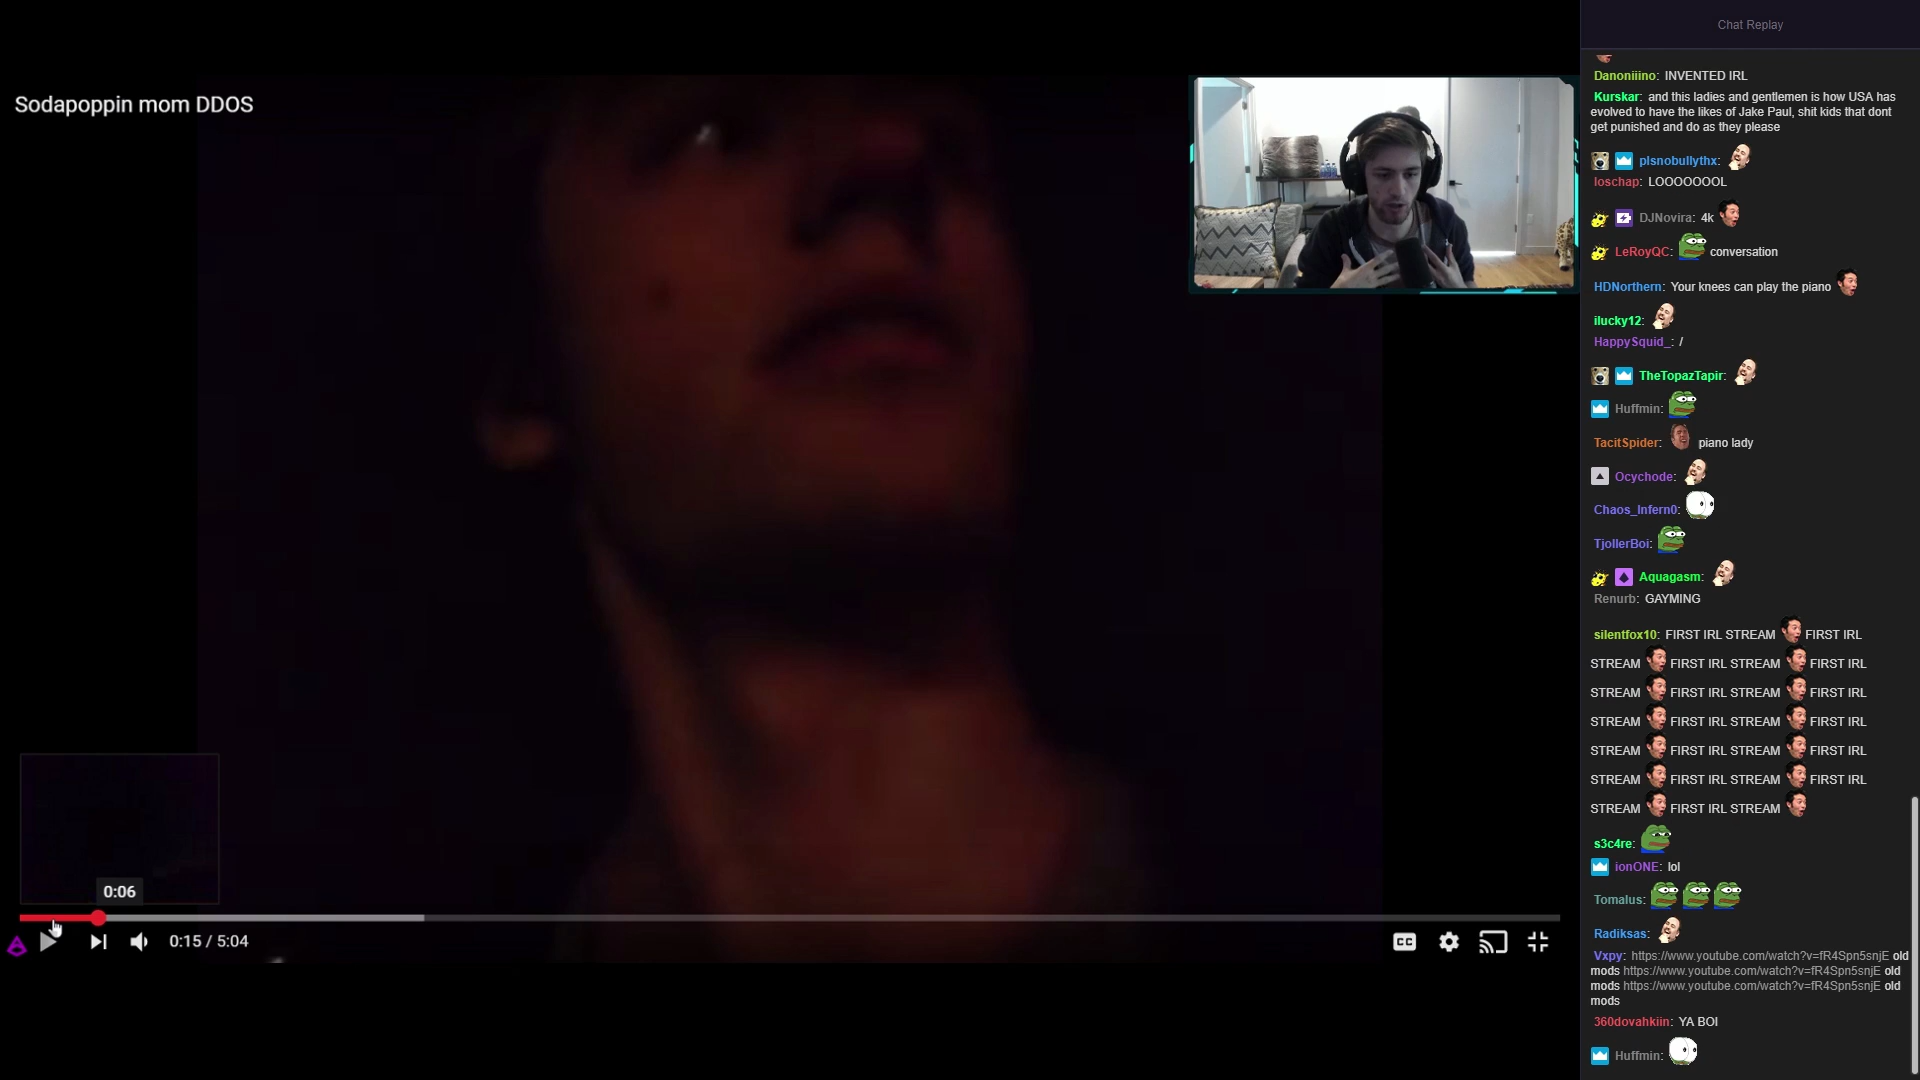 Sodapoppin mom DDOS
0:06
0:15 / 5:04
CC
Chat Replay
Danoniiino: INVENTED IRL
Kurskar: and this ladies and gentlemen is how USA has
evolved to have the likes of Jake Paul, shit kids that dont
get punished and do as they please
plsnobullythx:
loschap: LOOOOOOOL
DJNovira: 4k
LeRoyQC: conversation
HDNorthern: Your knees can play the piano
ilucky12:
HappySquid_: /
TheTopazTapir:
Huffmin:
TacitSpider: piano lady
Ocychode:
Chaos_Infern0:
TjollerBoi:
Aquagasm:
Renurb: GAYMING
silentfox10: FIRST IRL STREAM FIRST IRL
STREAM FIRST IRL STREAM FIRST IRL
STREAM FIRST IRL STREAM FIRST IRL
STREAM FIRST IRL STREAM FIRST IRL
STREAM FIRST IRL STREAM FIRST IRL
STREAM FIRST IRL STREAM FIRST IRL
STREAM FIRST IRL STREAM
s3c4re:
ionONE: lol
Tomalus:
Radiksas:
Vxpy: https://www.youtube.com/watch?v=fR4Spn5snjE old
mods https://www.youtube.com/watch?v=fR4Spn5snjE old
mods https://www.youtube.com/watch?v=fR4Spn5snjE old
mods
360dovahkiin: YA BOI
Huffmin: